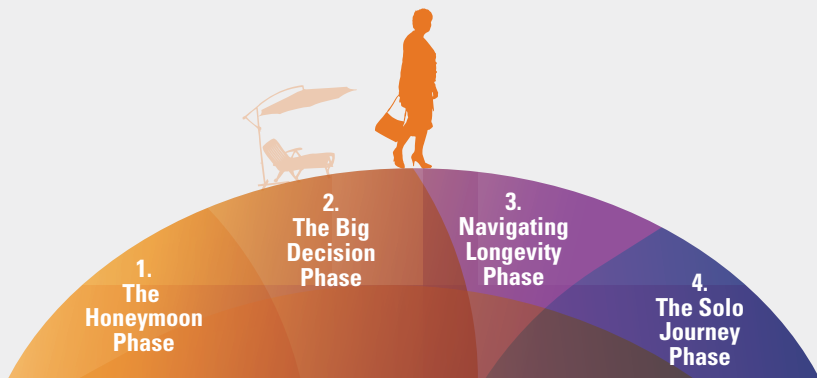 1.
The
Honeymoon
Phase
2.
The Big
Decision
Phase
3.
Navigating
Longevity
Phase
4.
The Solo
Journey
Phase